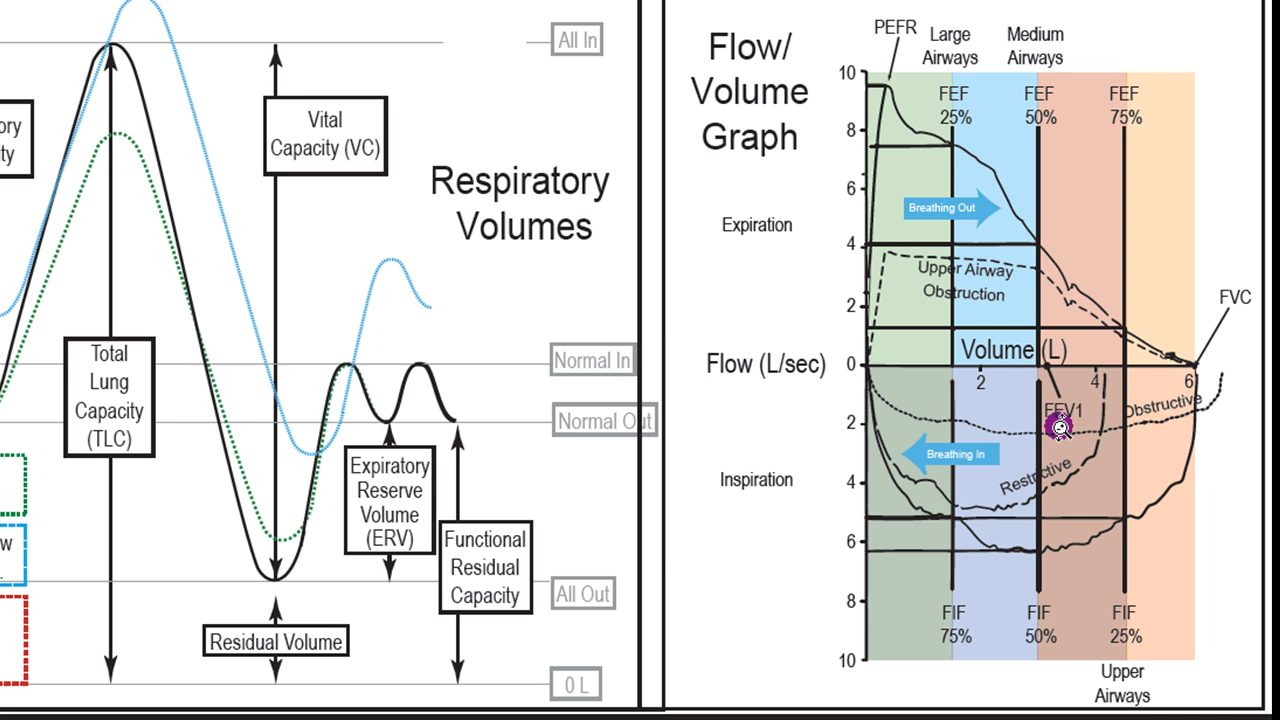 All In
ory
ty
Vital
Capacity (VC)
Respiratory
Volumes
Total
Lung
Capacity
(TLC)
Normal In
Normal Out
Expiratory
Reserve
Volume
(ERV)
Functional
Residual
Capacity
w
All Out
Residual Volume
0 L
Flow/
Volume
Graph
PEFR
Large
Airways
Medium
Airways
10
FEF
25%
FEF
50%
FEF
75%
8
6
Breathing Out
Expiration
4
Upper Airway
Obstruction
2
FVC
Volume (L)
Flow (L/sec)
0
2
4
6
FEV1
Obstructive
2
Breathing In
Restrictive
Inspiration
4
6
8
FIF
75%
FIF
50%
FIF
25%
10
Upper
Airways